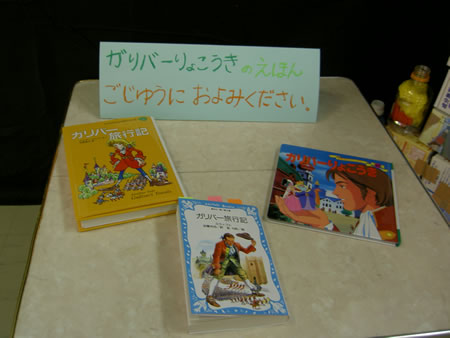 ガリバーりょこうき の えほん
ごじゆうに およみください。
ガリバー
旅行記
ガリバーりょこうき
ガリバー旅行記